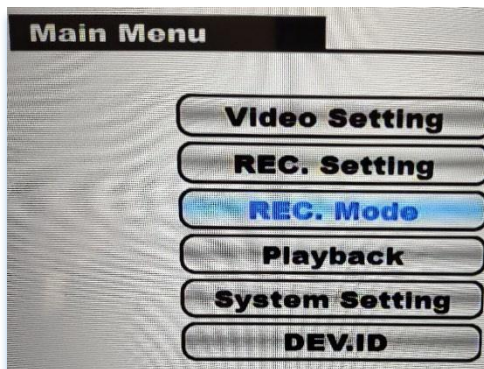 Main Menu
Video Setting
REC. Setting
REC. Mode
Playback
System Setting
DEV.ID